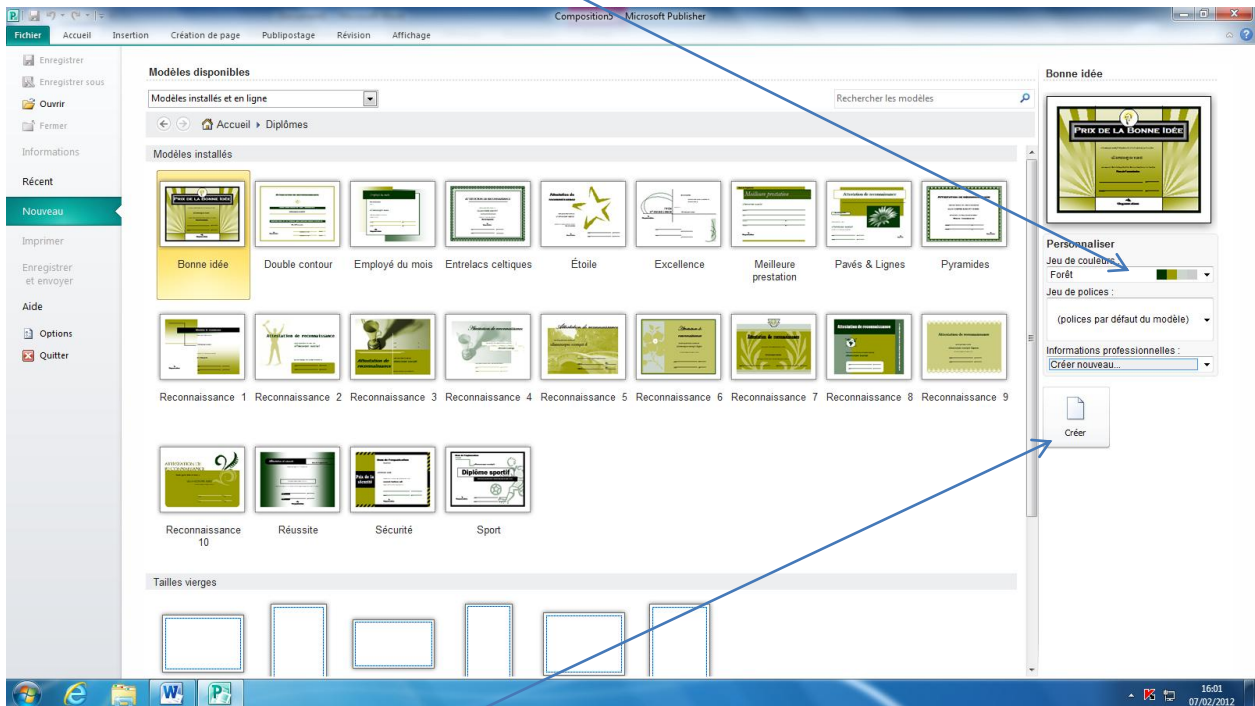 Composition5 - Microsoft Publisher
Fichier Accueil Insertion Création de page Publipostage Révision Affichage
Enregistrer
Enregistrer sous
Ouvrir
Fermer
Informations
Récent
Nouveau
Imprimer
Enregistrer
et envoyer
Aide
Options
Quitter
Modèles disponibles
Modèles installés et en ligne
Rechercher les modèles
Accueil Diplômes
Modèles installés
Bonne idée Double contour Employé du mois Entrelacs celtiques Étoile Excellence Meilleure prestation Pavés & Lignes Pyramides
Reconnaissance 1 Reconnaissance 2 Reconnaissance 3 Reconnaissance 4 Reconnaissance 5 Reconnaissance 6 Reconnaissance 7 Reconnaissance 8 Reconnaissance 9
Diplôme sportif
Reconnaissance 10 Réussite Sécurité Sport
Tailles vierges
Bonne idée
PRIX DE LA BONNE IDÉE
Personnaliser
Jeu de couleurs :
Forêt
Jeu de polices :
(polices par défaut du modèle)
Informations professionnelles :
Créer nouveau...
Créer
16:01
07/02/2012